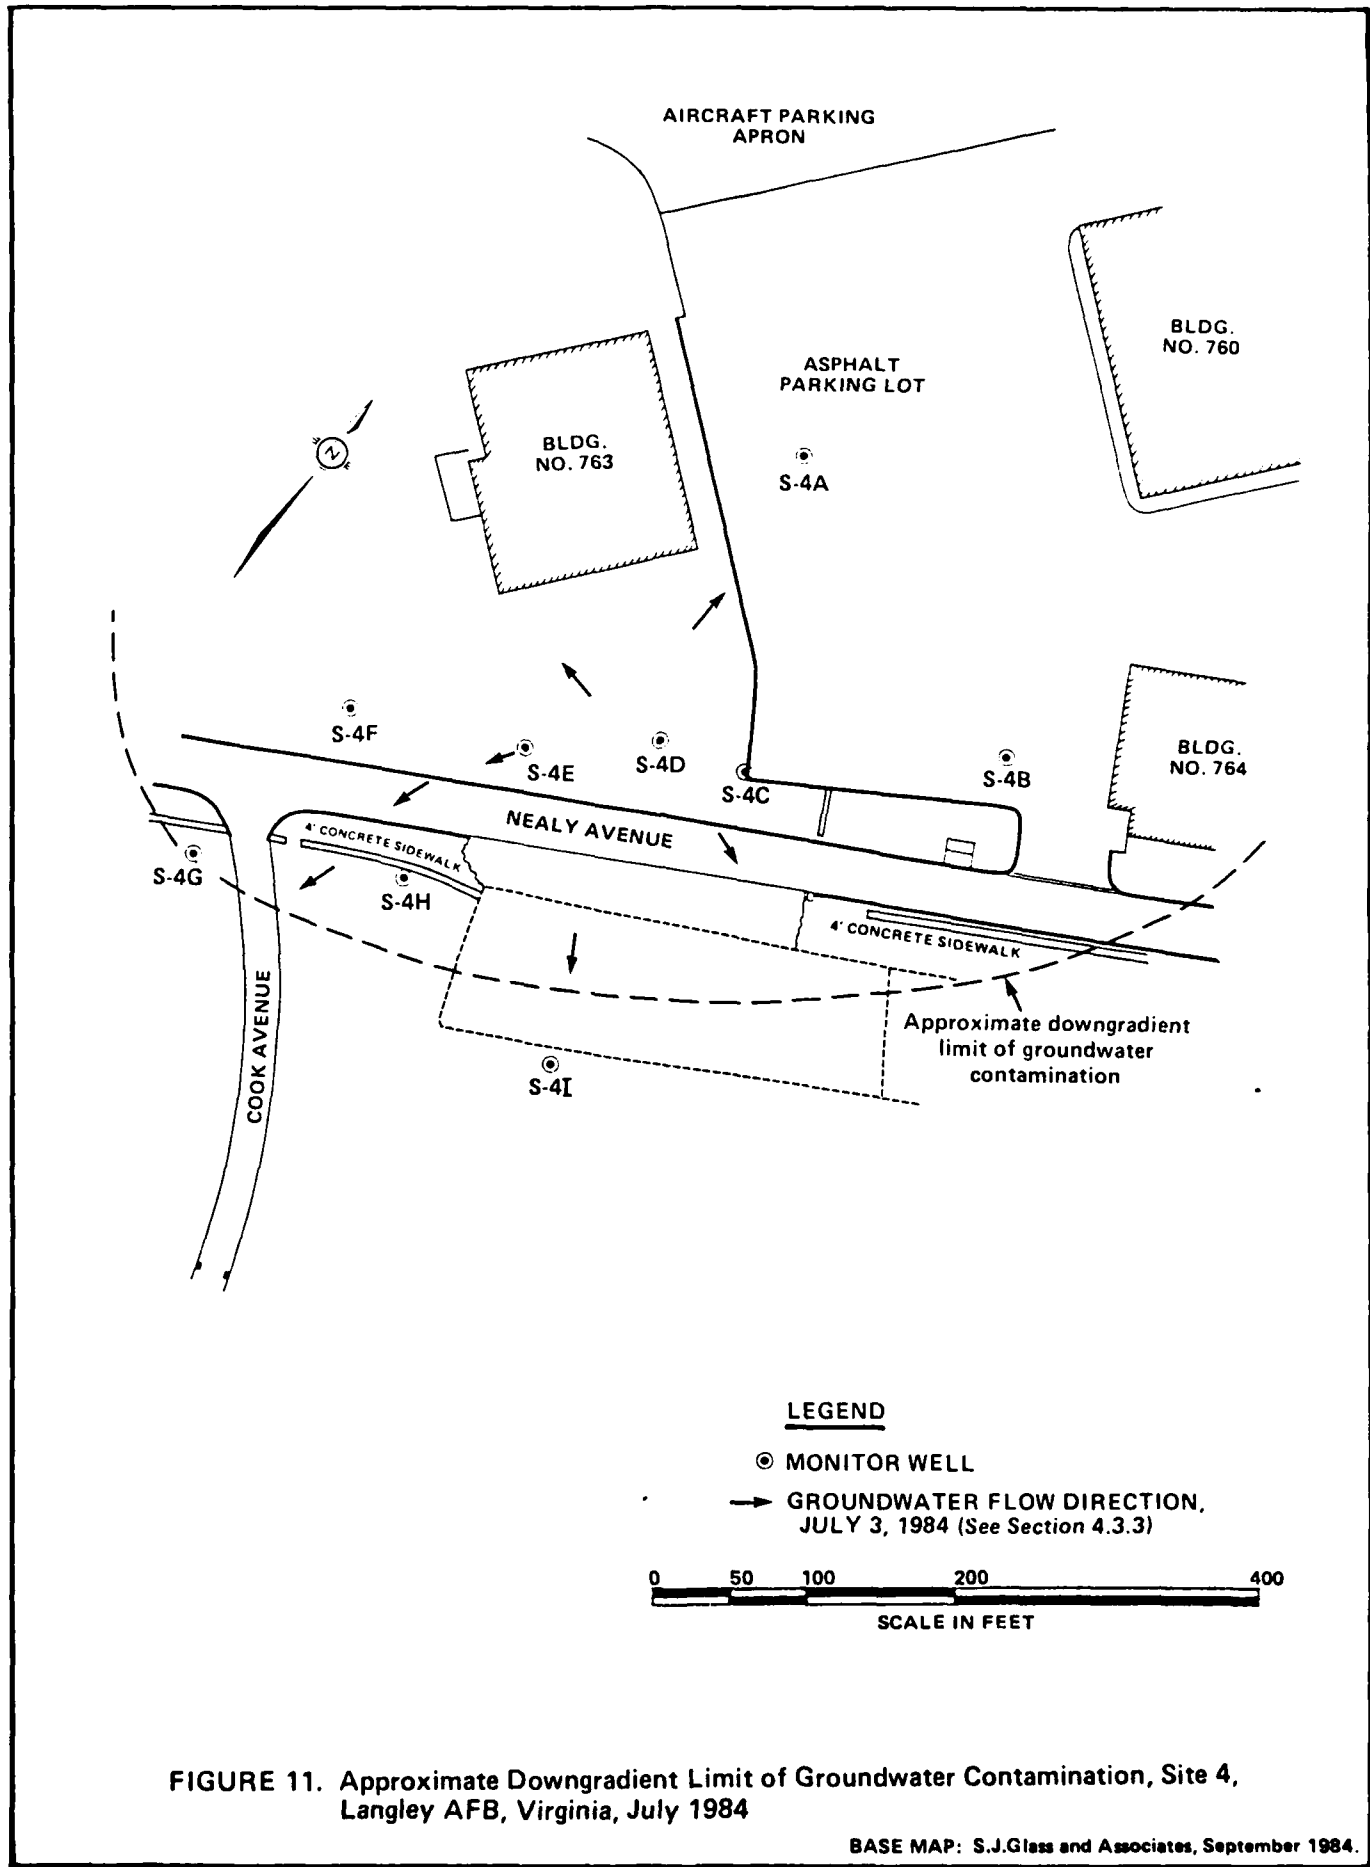 AIRCRAFT PARKING
APRON
BLDG.
NO. 760
ASPHALT
PARKING LOT
BLDG.
NO. 763
N
S-4A
S-4F
S-4E
S-4D
S-4C
S-4B
BLDG.
NO. 764
NEALY AVENUE
4' CONCRETE SIDEWALK
S-4G
S-4H
4' CONCRETE SIDEWALK
COOK AVENUE
Approximate downgradient
limit of groundwater
contamination
S-4I
LEGEND
MONITOR WELL
GROUNDWATER FLOW DIRECTION,
JULY 3, 1984 (See Section 4.3.3)
0 50 100 200 400
SCALE IN FEET
FIGURE 11. Approximate Downgradient Limit of Groundwater Contamination, Site 4,
Langley AFB, Virginia, July 1984
BASE MAP: S.J.Glass and Associates, September 1984.